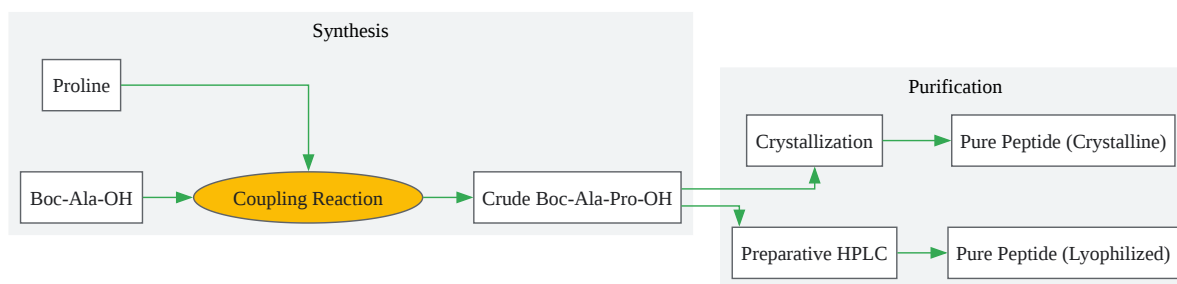 Synthesis
Proline
Boc-Ala-OH
Coupling Reaction
Crude Boc-Ala-Pro-OH
Purification
Crystallization
Pure Peptide (Crystalline)
Preparative HPLC
Pure Peptide (Lyophilized)